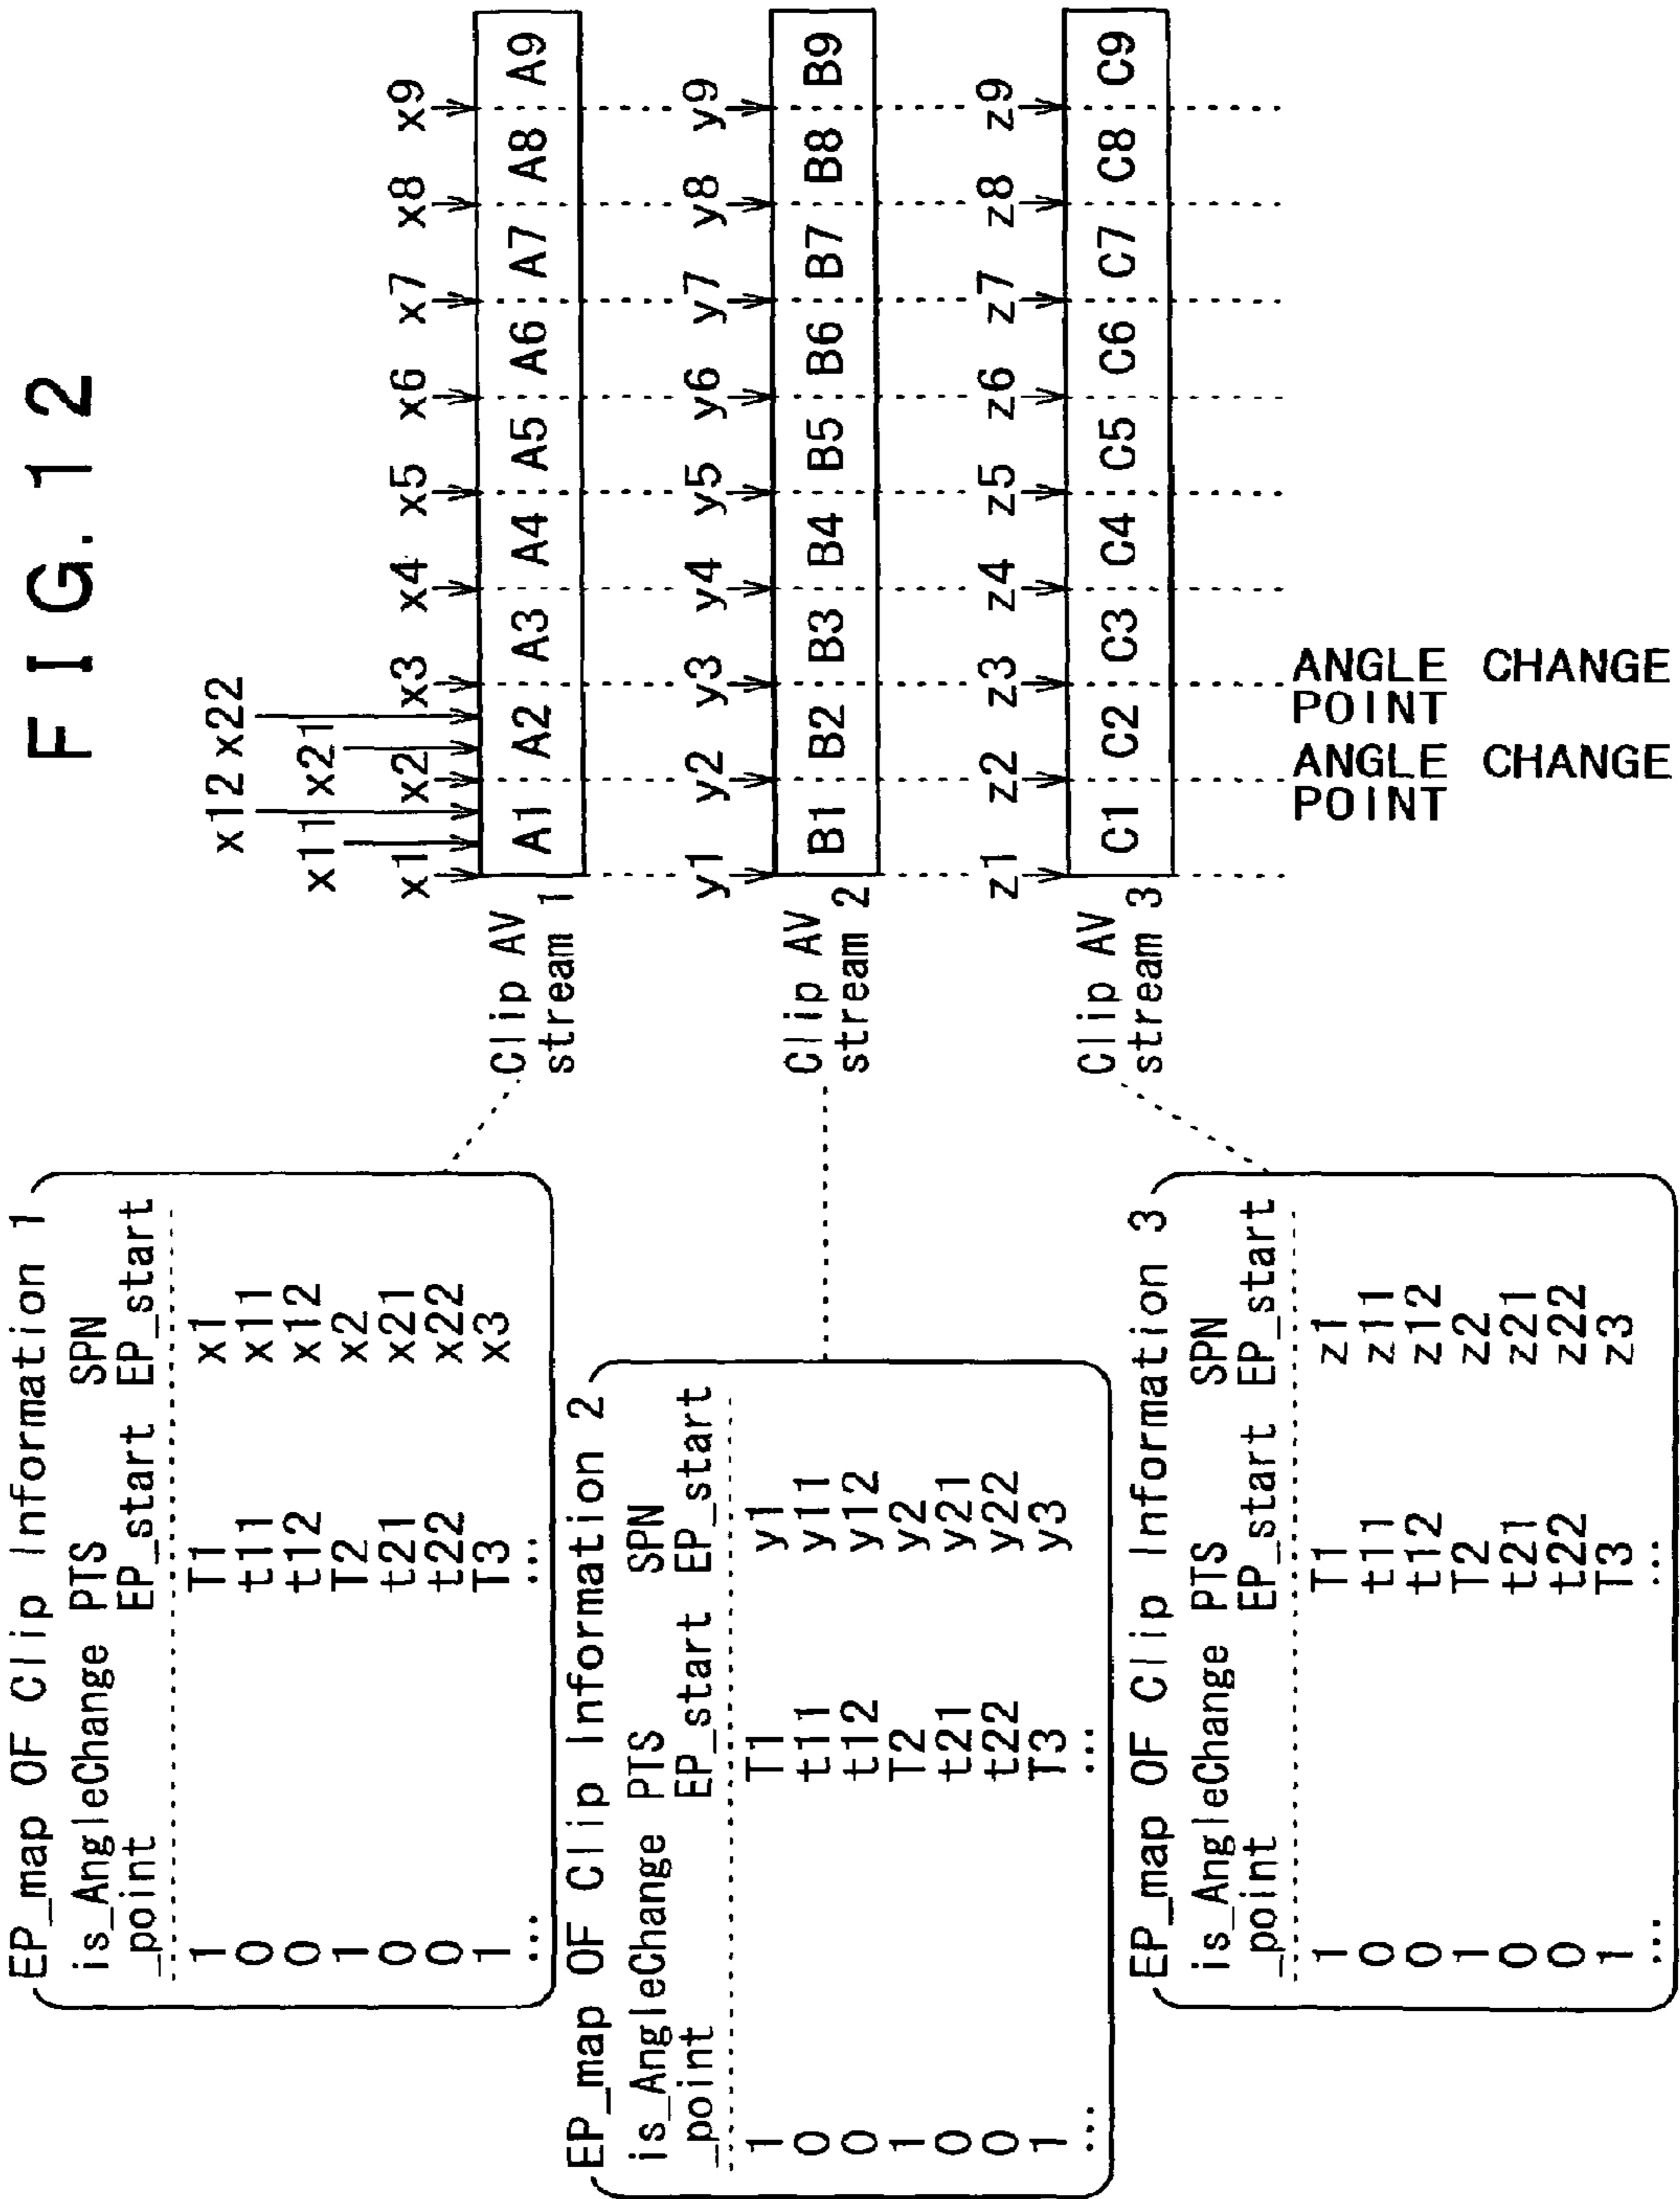 FIG. 12
EP_map OF Clip Information 1
is_AngleChange PTS SPN
_point EP_start EP_start
1 T1 x1
0 t11 x11
0 t12 x12
1 T2 x2
0 t21 x21
0 t22 x22
1 T3 x3
... ...
EP_map OF Clip Information 2
is_AngleChange PTS SPN
_point EP_start EP_start
1 T1 y1
0 t11 y11
0 t12 y12
1 T2 y2
0 t21 y21
0 t22 y22
1 T3 y3
... ...
EP_map OF Clip Information 3
is_AngleChange PTS SPN
_point EP_start EP_start
1 T1 z1
0 t11 z11
0 t12 z12
1 T2 z2
0 t21 z21
0 t22 z22
1 T3 z3
... ...
x12 x22
x11 x21
x1 x2 x3 x4 x5 x6 x7 x8 x9
Clip AV
stream 1
A1 A2 A3 A4 A5 A6 A7 A8 A9
y1 y2 y3 y4 y5 y6 y7 y8 y9
Clip AV
stream 2
B1 B2 B3 B4 B5 B6 B7 B8 B9
z1 z2 z3 z4 z5 z6 z7 z8 z9
Clip AV
stream 3
C1 C2 C3 C4 C5 C6 C7 C8 C9
ANGLE CHANGE
POINT
ANGLE CHANGE
POINT